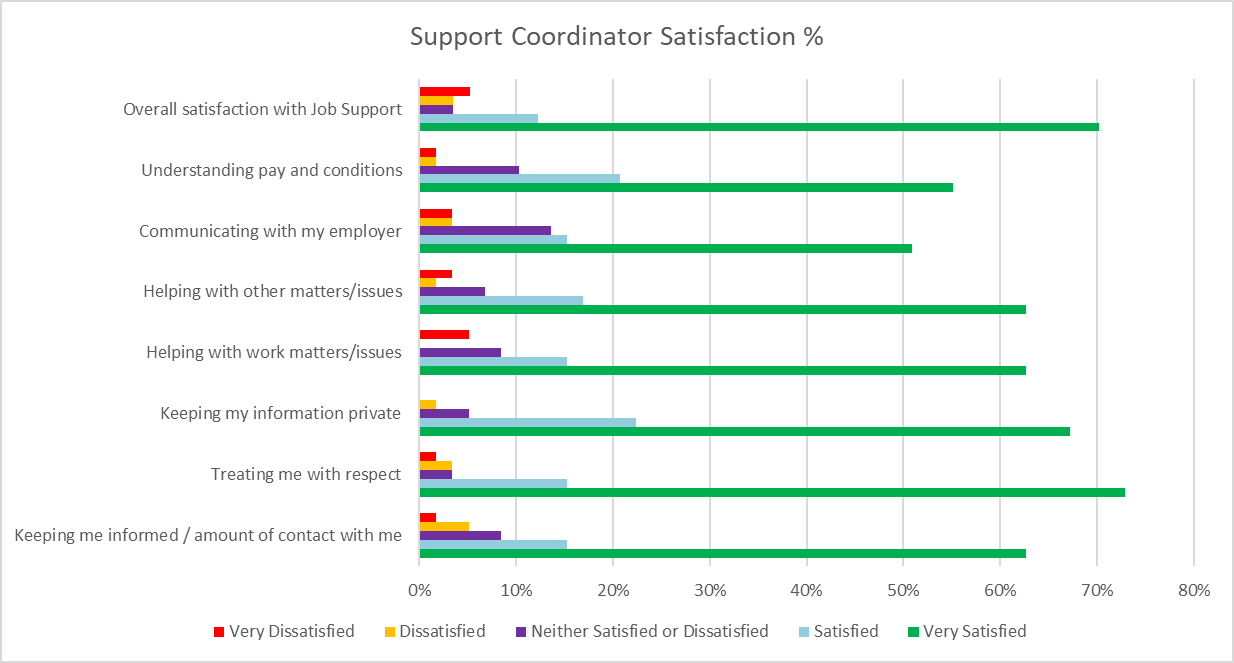 Support Coordinator Satisfaction %
Overall satisfaction with Job Support
Understanding pay and conditions
Communicating with my employer
Helping with other matters/issues
Helping with work matters/issues
Keeping my information private
Treating me with respect
Keeping me informed / amount of contact with me
0% 10% 20% 30% 40% 50% 60% 70% 80%
Very Dissatisfied Dissatisfied Neither Satisfied or Dissatisfied Satisfied Very Satisfied